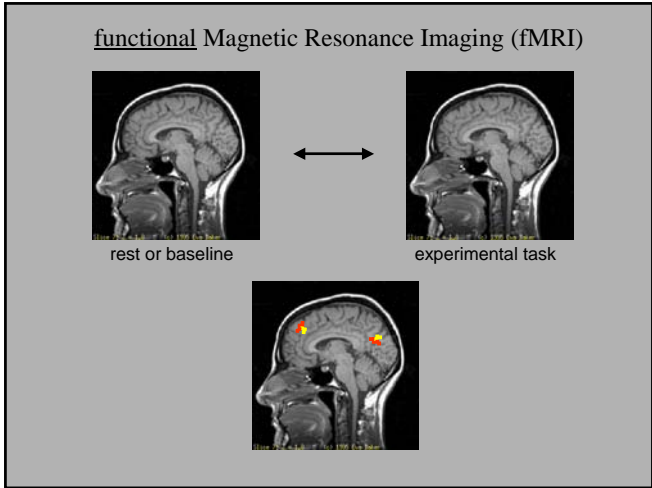 functional Magnetic Resonance Imaging (fMRI)
rest or baseline
experimental task